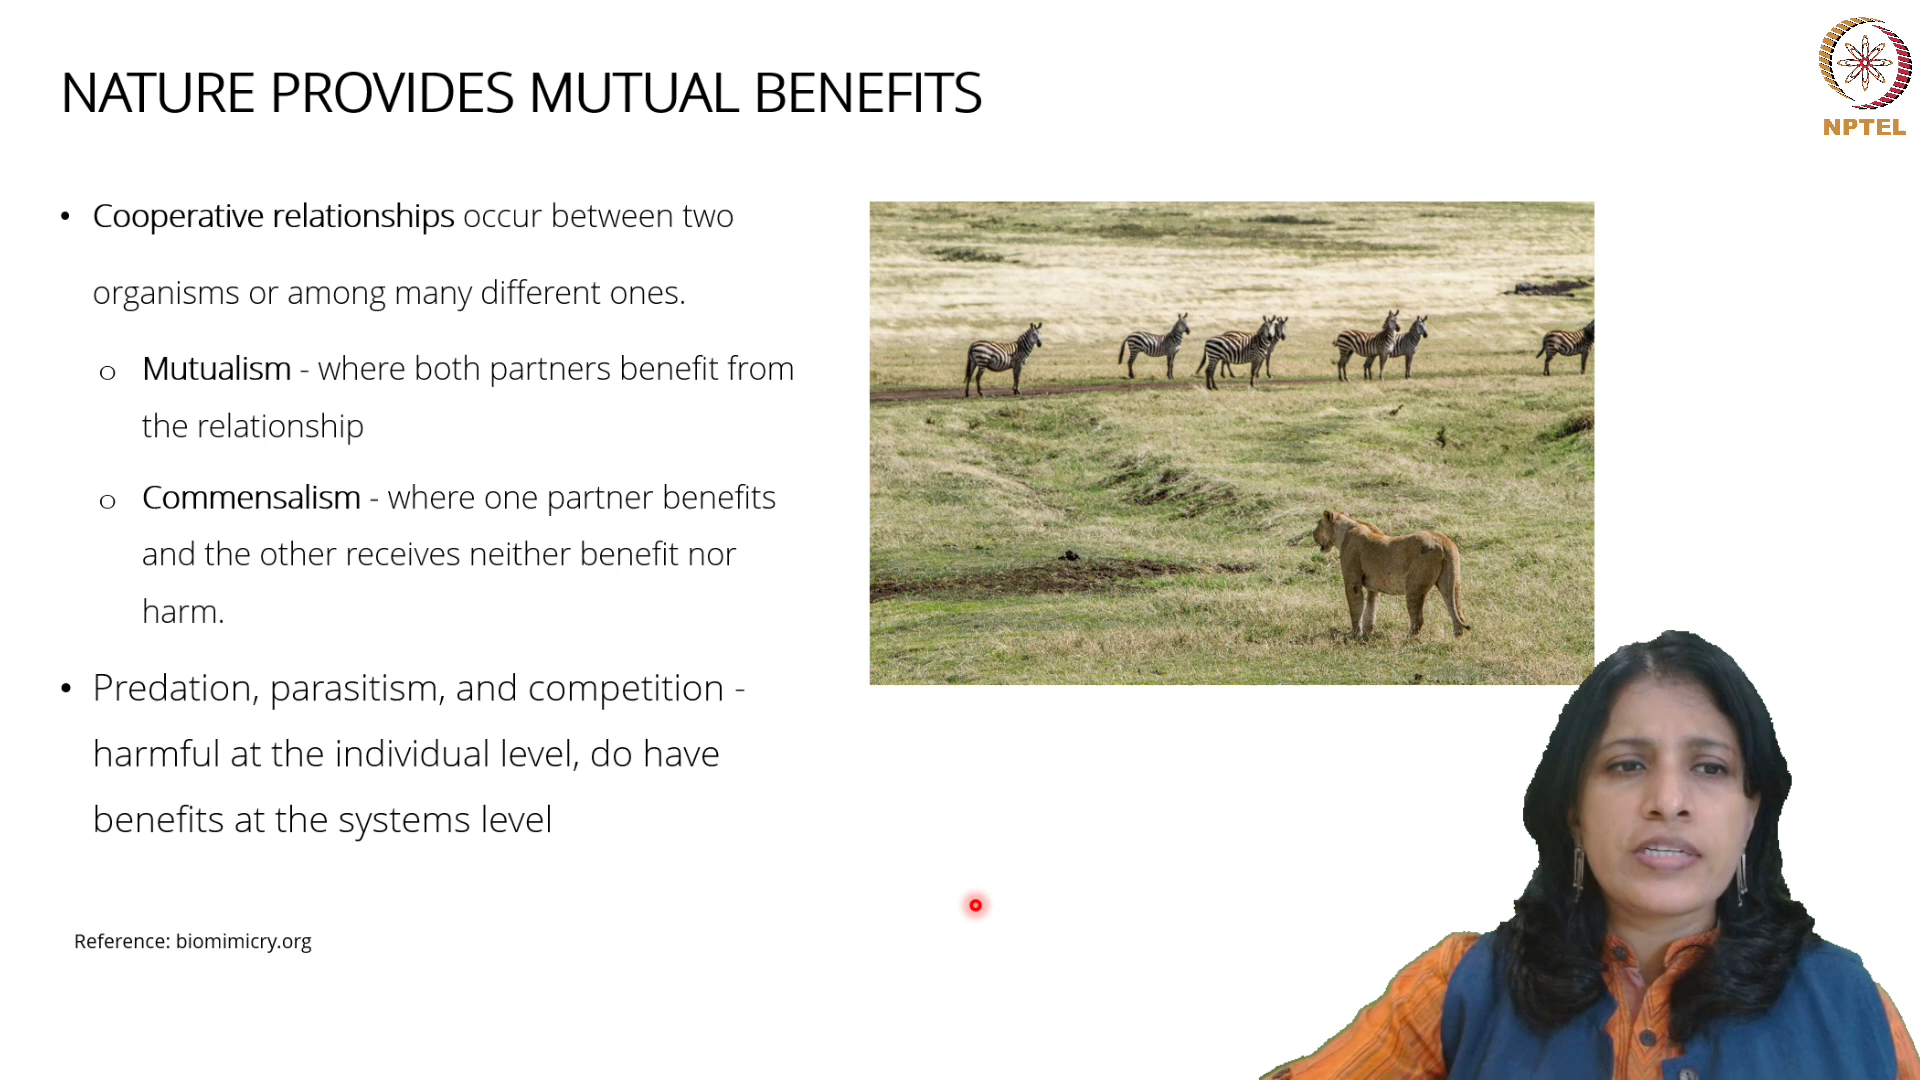 NATURE PROVIDES MUTUAL BENEFITS
NPTEL
• Cooperative relationships occur between two
organisms or among many different ones.
o Mutualism - where both partners benefit from
the relationship
o Commensalism - where one partner benefits
and the other receives neither benefit nor
harm.
• Predation, parasitism, and competition -
harmful at the individual level, do have
benefits at the systems level
Reference: biomimicry.org